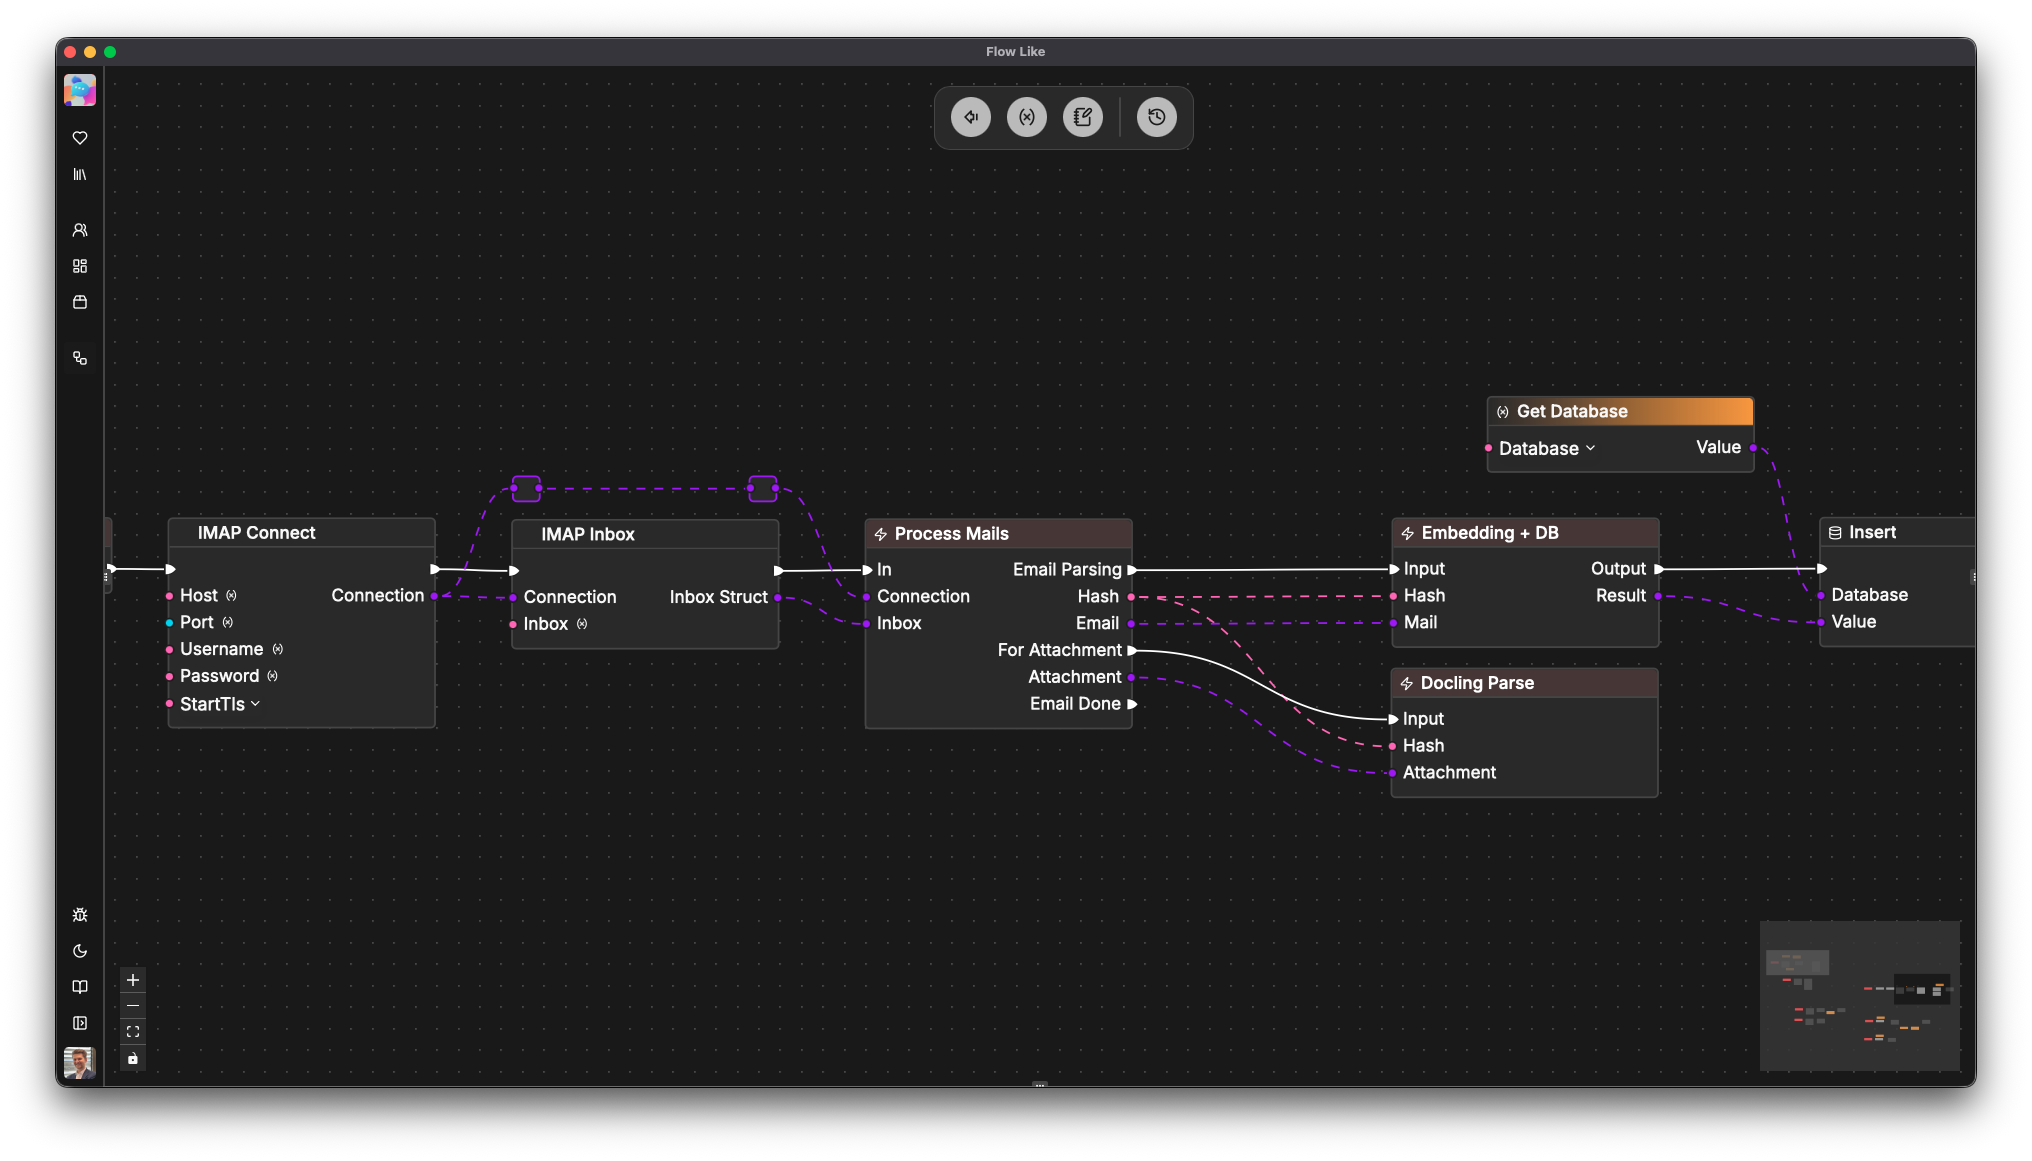 Flow Like
Get Database
Database
Value
IMAP Connect
Host
Connection
Port
Username
Password
StartTls
IMAP Inbox
Connection
Inbox Struct
Inbox
Process Mails
In
Email Parsing
Connection
Hash
Inbox
Email
For Attachment
Attachment
Email Done
Embedding + DB
Input
Output
Hash
Result
Mail
Docling Parse
Input
Hash
Attachment
Insert
Database
Value